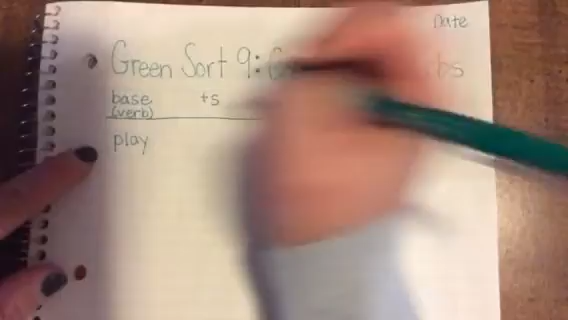 Date
Green Sort 9:
base +s
(verb)
play